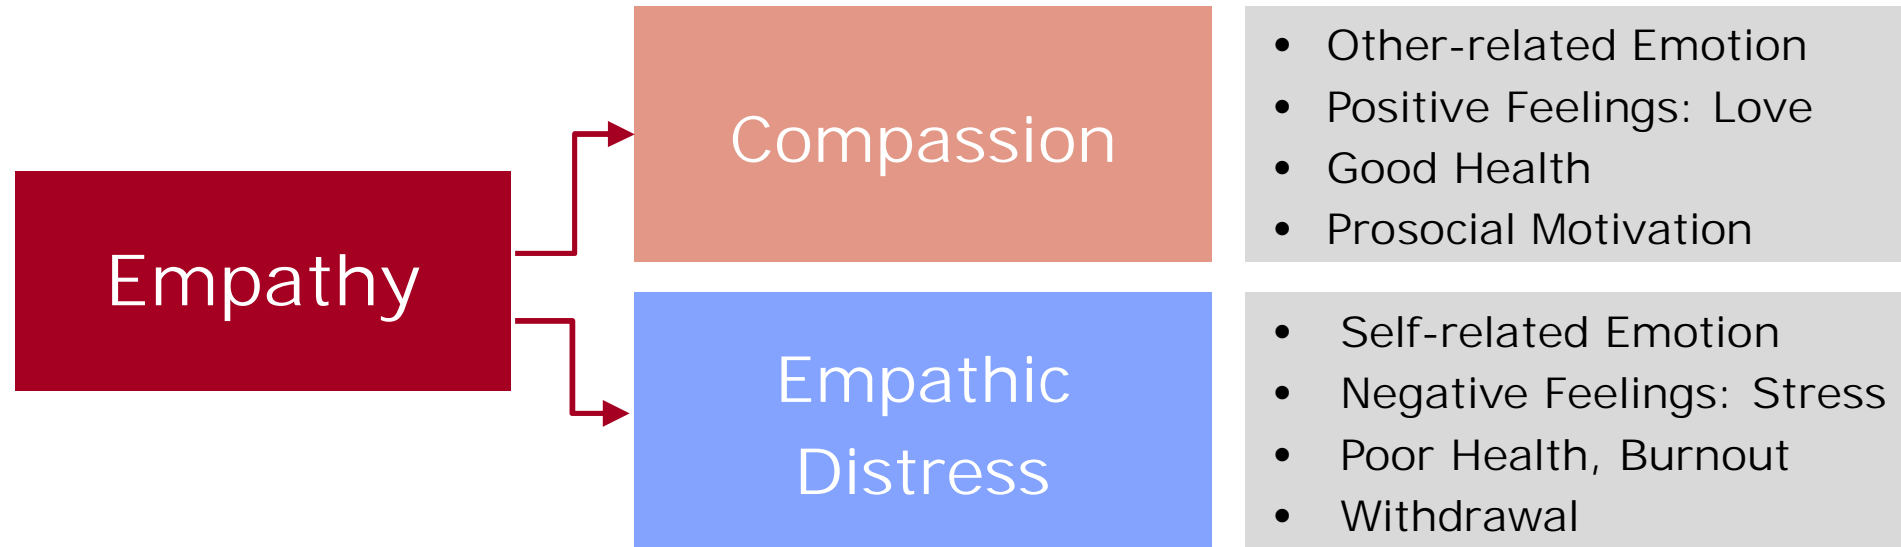 Empathy
Compassion
• Other-related Emotion
• Positive Feelings: Love
• Good Health
• Prosocial Motivation
Empathic
Distress
• Self-related Emotion
• Negative Feelings: Stress
• Poor Health, Burnout
• Withdrawal